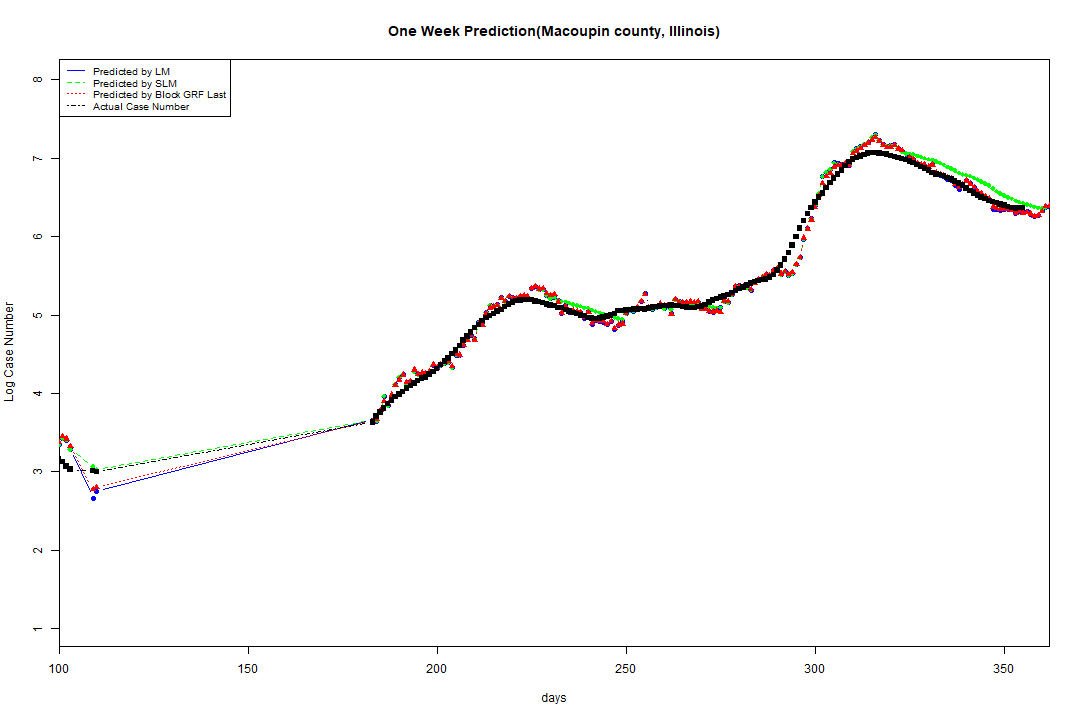 One Week Prediction(Macoupin county, Illinois)
Predicted by LM
Predicted by SLM
Predicted by Block GRF Last
Actual Case Number
8
7
6
5
4
3
2
1
Log Case Number
100
150
200
250
300
350
days